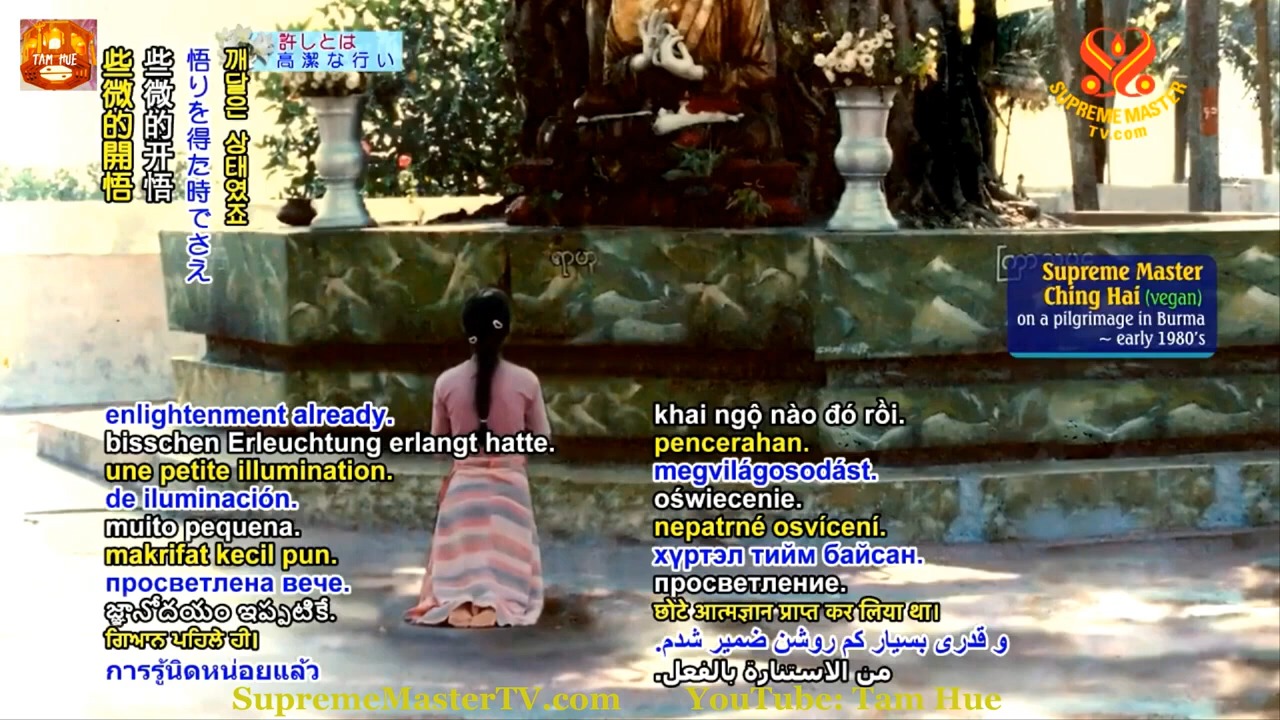 TAM HUE
許しとは
高潔な行い
SUPREME MASTER
TV.com
些微的開悟
些微的开悟
悟りを得た時でさえ
깨달은 상태였죠
ရာဟု
Supreme Master
Ching Hai (vegan)
on a pilgrimage in Burma
~ early 1980's
enlightenment already.
bisschen Erleuchtung erlangt hatte.
une petite illumination.
de iluminación.
muito pequena.
makrifat kecil pun.
просветлена вече.
జ్ఞానోదయం ఇప్పటికే.
ਗਿਆਨ ਪਹਿਲੇ ਹੀ।
การรู้นิดหน่อยแล้ว
khai ngộ nào đó rồi.
pencerahan.
megvilágosodást.
oświecenie.
nepatrné osvícení.
хүртэл тийм байсан.
просветление.
छोटे आत्मज्ञान प्राप्त कर लिया था।
و قدری بسیار کم روشن ضمیر شدم.
من الاستنارة بالفعل.
SupremeMasterTV.com
YouTube: Tam Hue